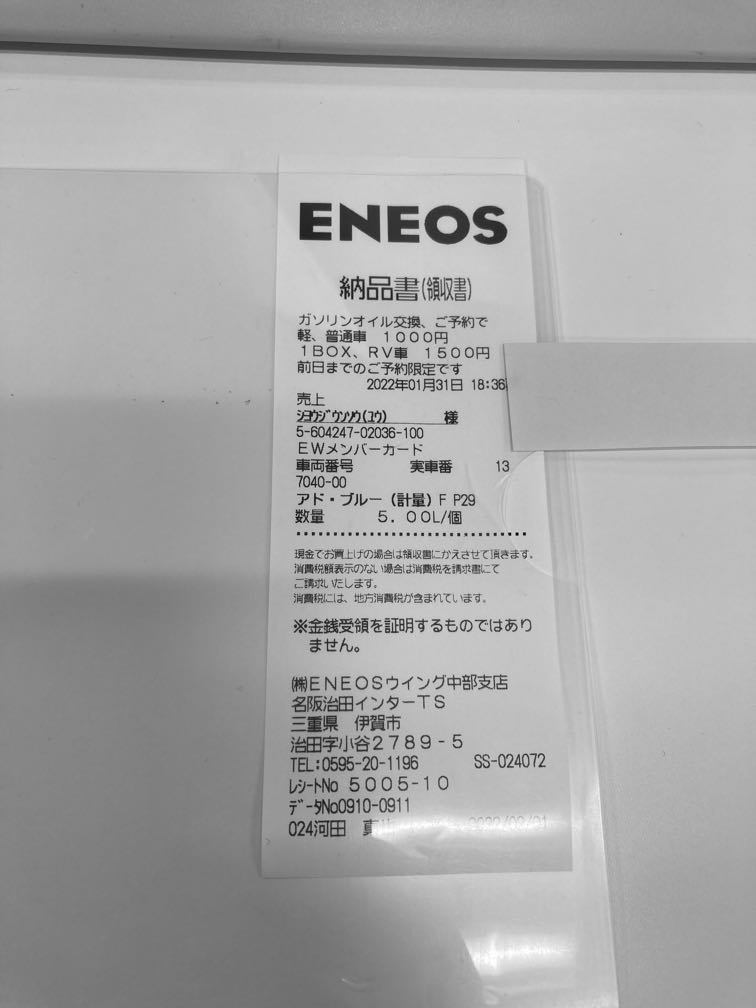 ENEOS
納品書(領収書)
ガソリンオイル交換、ご予約で
軽、普通車 1000円
1BOX、RV車 1500円
前日までのご予約限定です
2022年01月31日 18:36
売上
ｼﾖｳｼﾞｳﾝｿｳ(ﾕｳ) 様
5-604247-02036-100
EWメンバーカード
車両番号 実車番 13
7040-00
アド・ブルー(計量)F P29
数量 5.00L/個
現金でお買上げの場合は領収書にかえさせて頂きます。
消費税額表示のない場合は消費税を請求書にて
ご請求いたします。
消費税には、地方消費税が含まれています。
※金銭受領を証明するものではあり
ません。
㈱ENEOSウイング中部支店
名阪治田インターTS
三重県 伊賀市
治田字小谷2789-5
TEL:0595-20-1196 SS-024072
ﾚｼｰﾄNo 5005-10
ﾃﾞｰﾀNo0910-0911
024河田